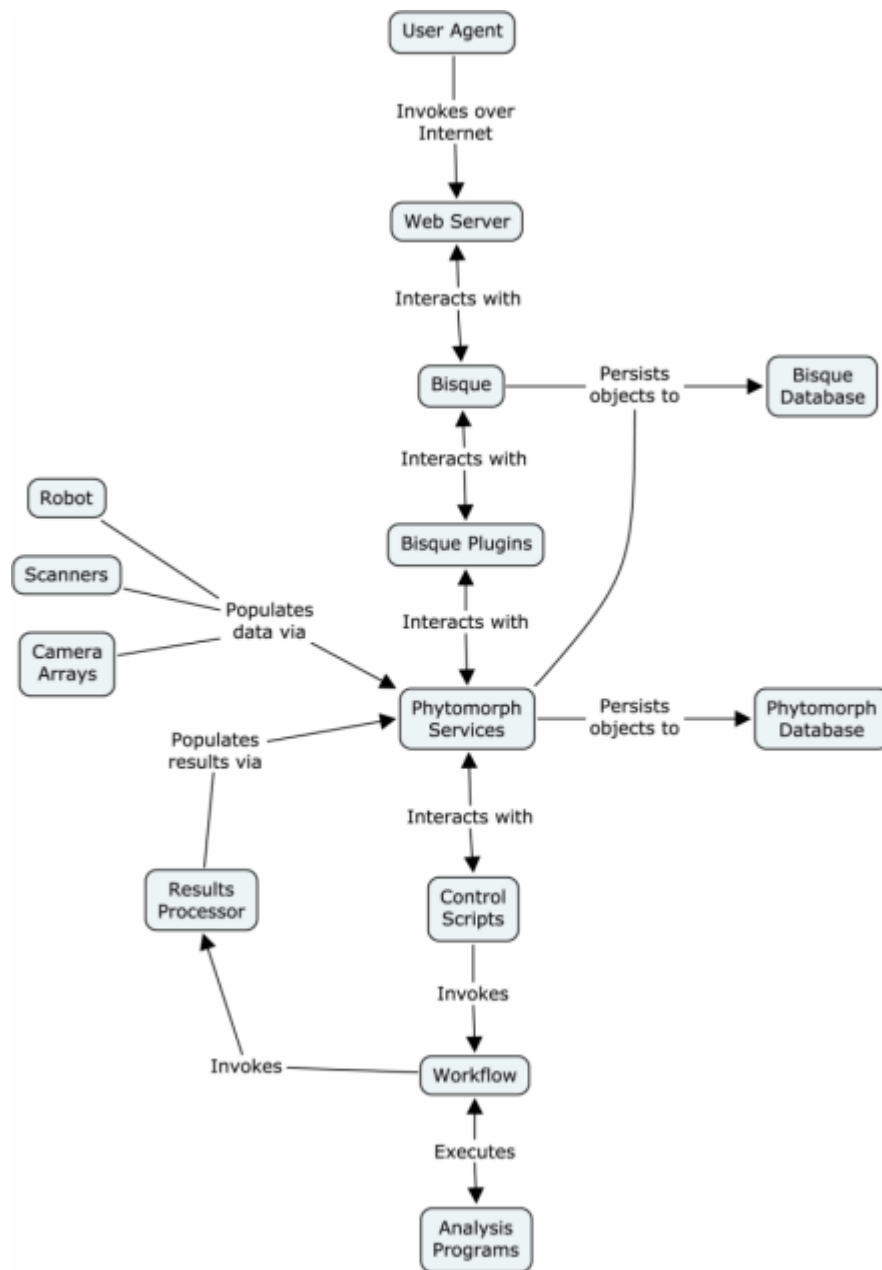 User Agent
Invokes over
Internet
Web Server
Interacts with
Bisque
Persists
objects to
Bisque
Database
Interacts with
Robot
Bisque Plugins
Scanners
Populates
data via
Interacts with
Camera
Arrays
Phytomorph
Services
Persists
objects to
Phytomorph
Database
Populates
results via
Interacts with
Results
Processor
Control
Scripts
Invokes
Invokes
Workflow
Executes
Analysis
Programs